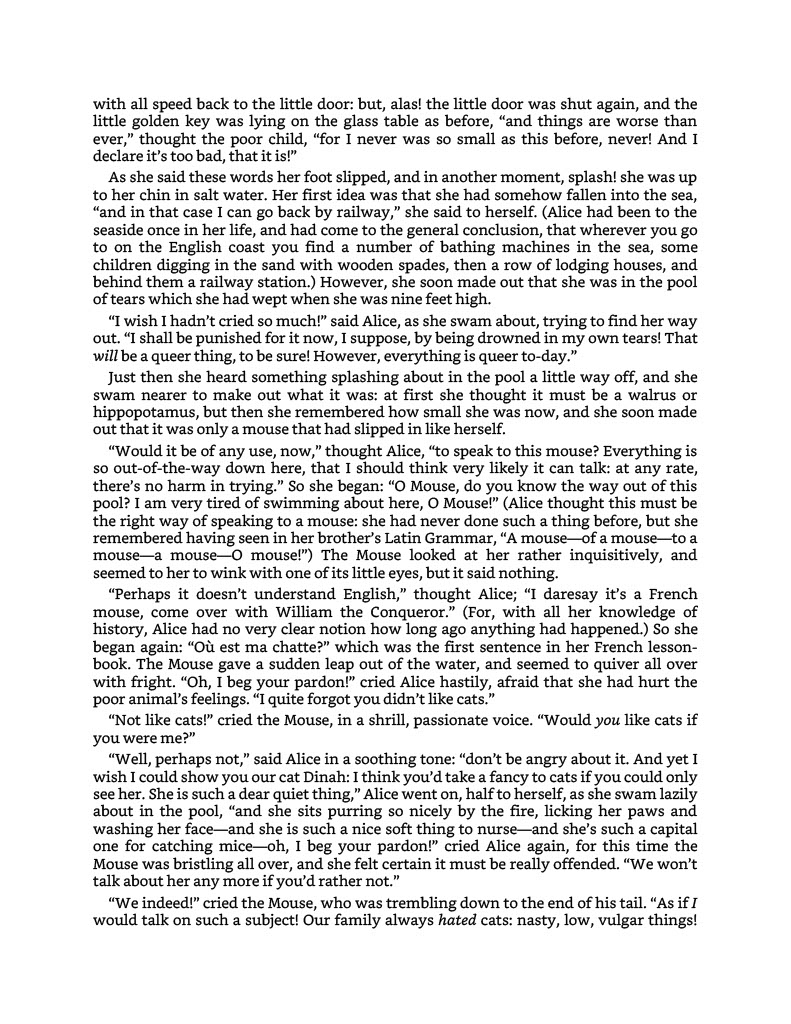 with all speed back to the little door: but, alas! the little door was shut again, and the
little golden key was lying on the glass table as before, “and things are worse than
ever,” thought the poor child, “for I never was so small as this before, never! And I
declare it’s too bad, that it is!”
As she said these words her foot slipped, and in another moment, splash! she was up
to her chin in salt water. Her first idea was that she had somehow fallen into the sea,
“and in that case I can go back by railway,” she said to herself. (Alice had been to the
seaside once in her life, and had come to the general conclusion, that wherever you go
to on the English coast you find a number of bathing machines in the sea, some
children digging in the sand with wooden spades, then a row of lodging houses, and
behind them a railway station.) However, she soon made out that she was in the pool
of tears which she had wept when she was nine feet high.
“I wish I hadn’t cried so much!” said Alice, as she swam about, trying to find her way
out. “I shall be punished for it now, I suppose, by being drowned in my own tears! That
will be a queer thing, to be sure! However, everything is queer to-day.”
Just then she heard something splashing about in the pool a little way off, and she
swam nearer to make out what it was: at first she thought it must be a walrus or
hippopotamus, but then she remembered how small she was now, and she soon made
out that it was only a mouse that had slipped in like herself.
“Would it be of any use, now,” thought Alice, “to speak to this mouse? Everything is
so out-of-the-way down here, that I should think very likely it can talk: at any rate,
there’s no harm in trying.” So she began: “O Mouse, do you know the way out of this
pool? I am very tired of swimming about here, O Mouse!” (Alice thought this must be
the right way of speaking to a mouse: she had never done such a thing before, but she
remembered having seen in her brother’s Latin Grammar, “A mouse—of a mouse—to a
mouse—a mouse—O mouse!”) The Mouse looked at her rather inquisitively, and
seemed to her to wink with one of its little eyes, but it said nothing.
“Perhaps it doesn’t understand English,” thought Alice; “I daresay it’s a French
mouse, come over with William the Conqueror.” (For, with all her knowledge of
history, Alice had no very clear notion how long ago anything had happened.) So she
began again: “Où est ma chatte?” which was the first sentence in her French lesson-
book. The Mouse gave a sudden leap out of the water, and seemed to quiver all over
with fright. “Oh, I beg your pardon!” cried Alice hastily, afraid that she had hurt the
poor animal’s feelings. “I quite forgot you didn’t like cats.”
“Not like cats!” cried the Mouse, in a shrill, passionate voice. “Would you like cats if
you were me?”
“Well, perhaps not,” said Alice in a soothing tone: “don’t be angry about it. And yet I
wish I could show you our cat Dinah: I think you’d take a fancy to cats if you could only
see her. She is such a dear quiet thing,” Alice went on, half to herself, as she swam lazily
about in the pool, “and she sits purring so nicely by the fire, licking her paws and
washing her face—and she is such a nice soft thing to nurse—and she’s such a capital
one for catching mice—oh, I beg your pardon!” cried Alice again, for this time the
Mouse was bristling all over, and she felt certain it must be really offended. “We won’t
talk about her any more if you’d rather not.”
“We indeed!” cried the Mouse, who was trembling down to the end of his tail. “As if I
would talk on such a subject! Our family always hated cats: nasty, low, vulgar things!